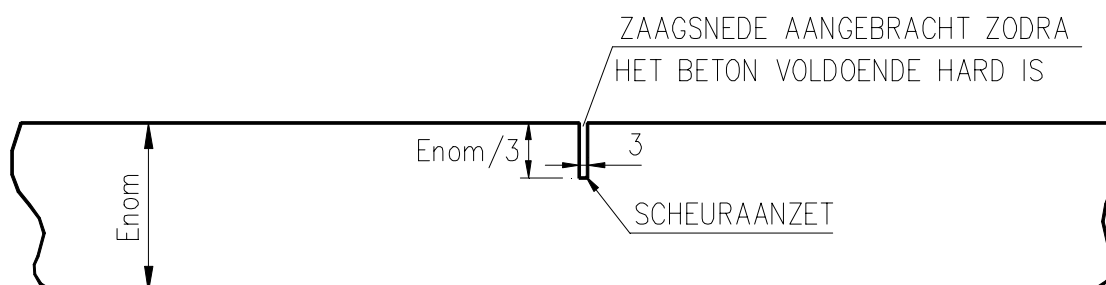 ZAAGSNEDE AANGEBRACHT ZODRA
HET BETON VOLDOENDE HARD IS
Enom/3
3
SCHEURAANZET
Enom